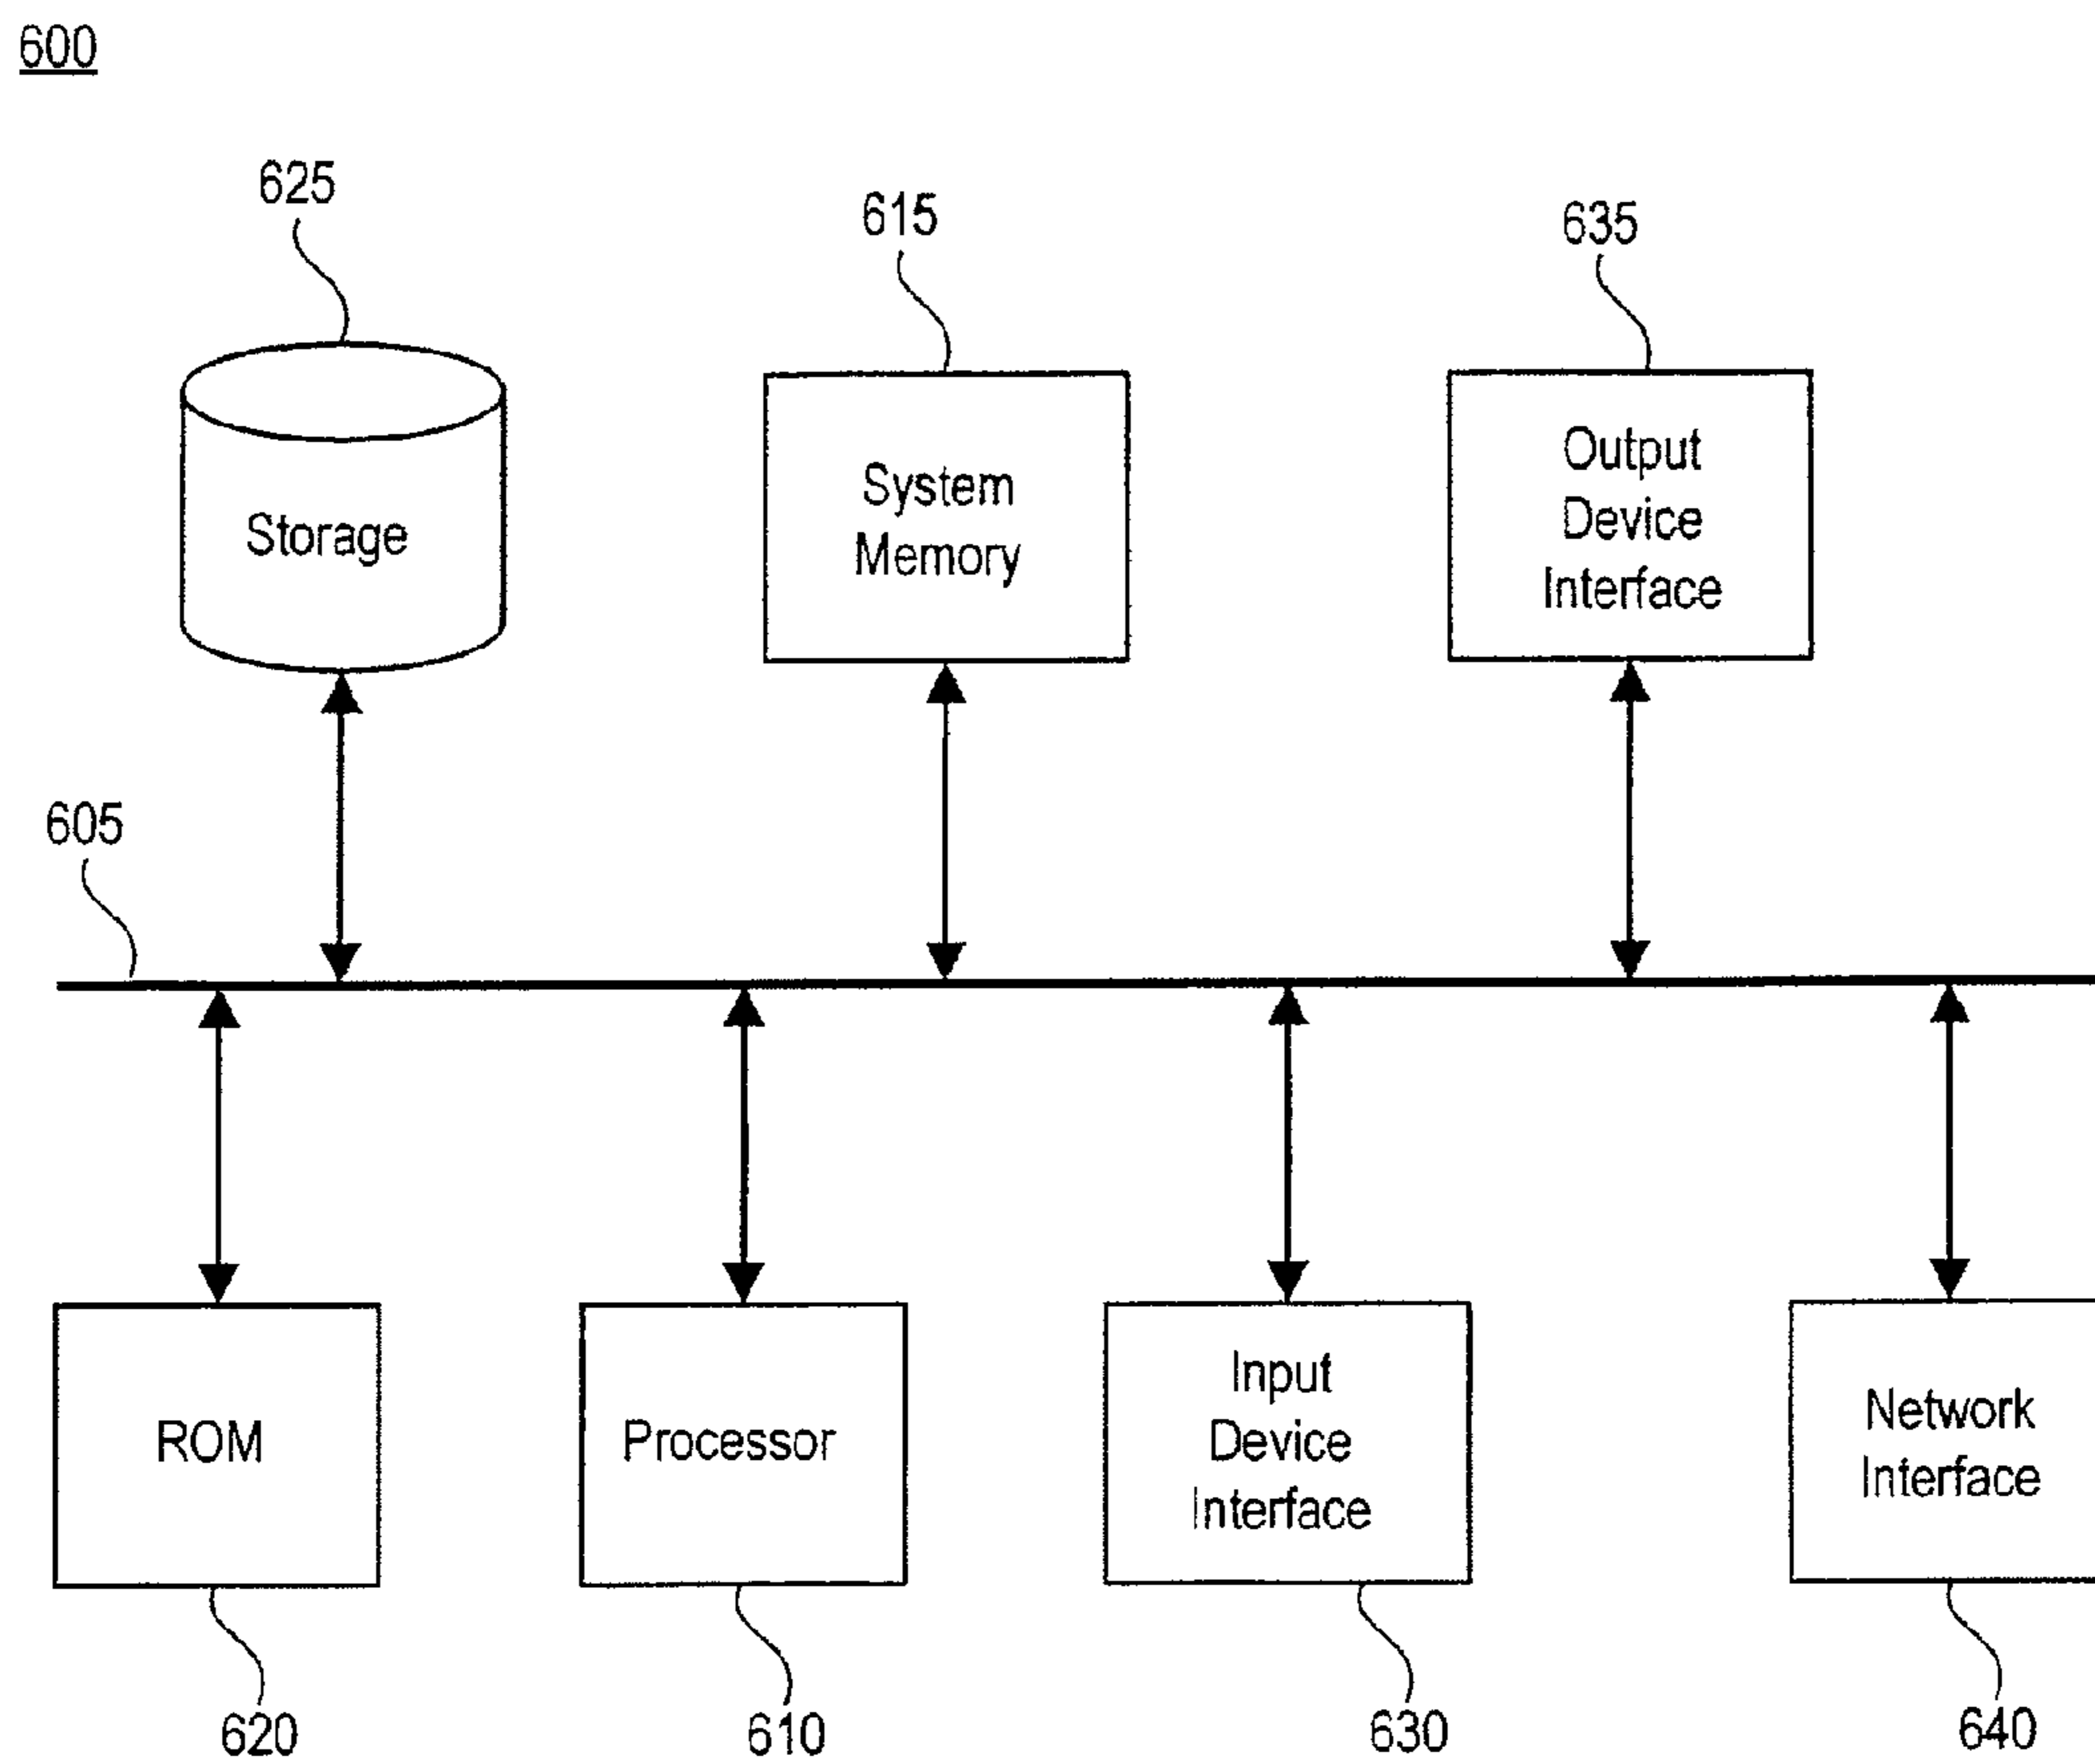 600
625
615
635
Storage
System
Memory
Output
Device
Interface
605
ROM
Processor
Input
Device
Interface
Network
Interface
620
610
630
640